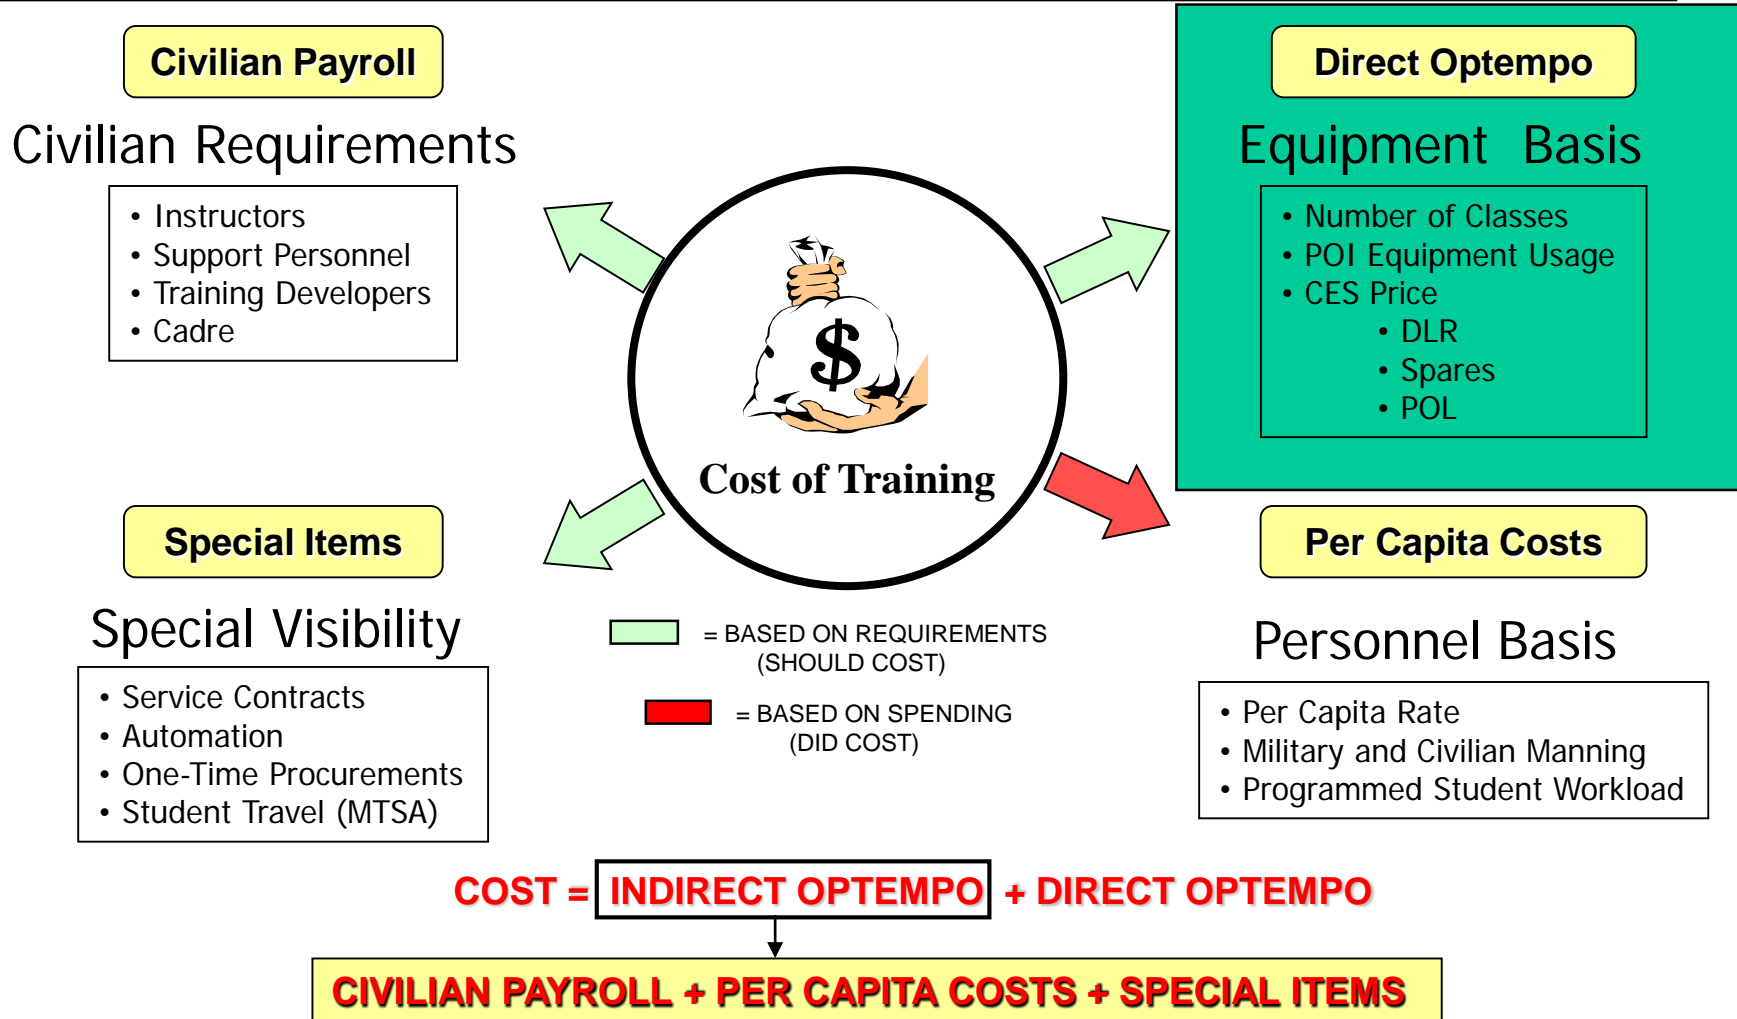 Civilian Payroll
Civilian Requirements
• Instructors
• Support Personnel
• Training Developers
• Cadre
Direct Optempo
Equipment Basis
• Number of Classes
• POI Equipment Usage
• CES Price
• DLR
• Spares
• POL
$
Cost of Training
Special Items
Special Visibility
• Service Contracts
• Automation
• One-Time Procurements
• Student Travel (MTSA)
= BASED ON REQUIREMENTS
(SHOULD COST)
= BASED ON SPENDING
(DID COST)
Per Capita Costs
Personnel Basis
• Per Capita Rate
• Military and Civilian Manning
• Programmed Student Workload
COST = INDIRECT OPTEMPO + DIRECT OPTEMPO
CIVILIAN PAYROLL + PER CAPITA COSTS + SPECIAL ITEMS